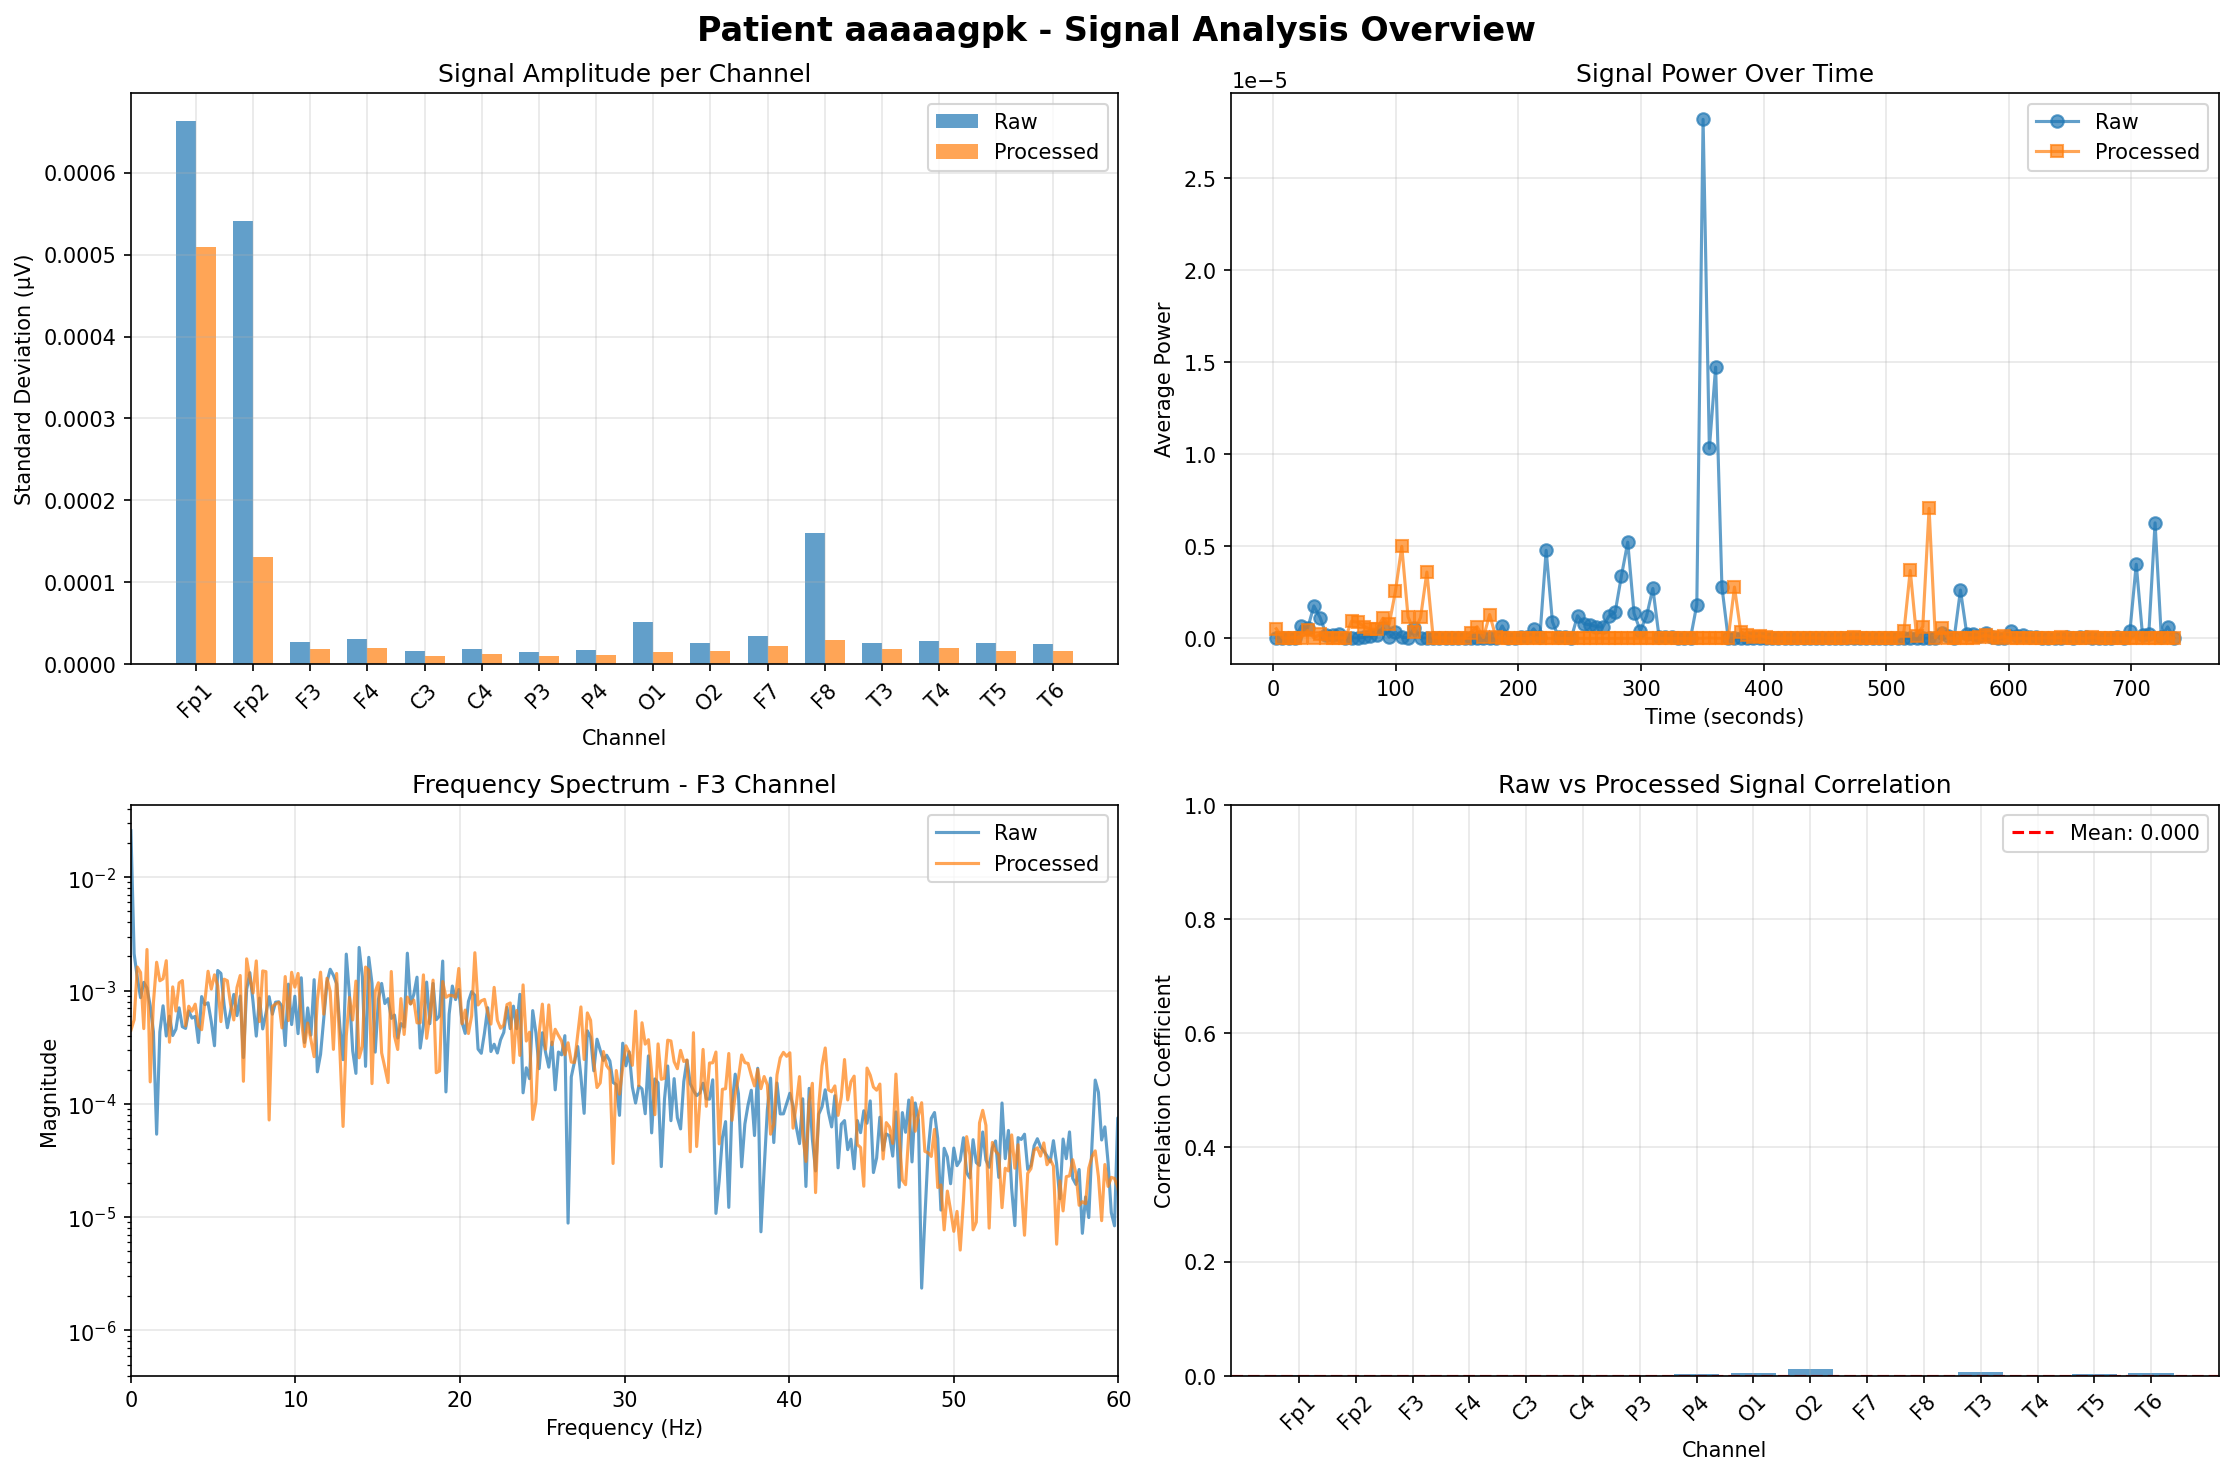 Patient aaaaagpk - Signal Analysis Overview
Signal Amplitude per Channel
Raw
Processed
0.0006
0.0005
0.0004
0.0003
0.0002
0.0001
0.0000
Standard Deviation (μV)
Fp1 Fp2 F3 F4 C3 C4 P3 P4 O1 O2 F7 F8 T3 T4 T5 T6
Channel
Signal Power Over Time
1e−5
Raw
Processed
2.5
2.0
1.5
1.0
0.5
0.0
Average Power
0 100 200 300 400 500 600 700
Time (seconds)
Frequency Spectrum - F3 Channel
Raw
Processed
10⁻²
10⁻³
10⁻⁴
10⁻⁵
10⁻⁶
Magnitude
0 10 20 30 40 50 60
Frequency (Hz)
Raw vs Processed Signal Correlation
Mean: 0.000
1.0
0.8
0.6
0.4
0.2
0.0
Correlation Coefficient
Fp1 Fp2 F3 F4 C3 C4 P3 P4 O1 O2 F7 F8 T3 T4 T5 T6
Channel